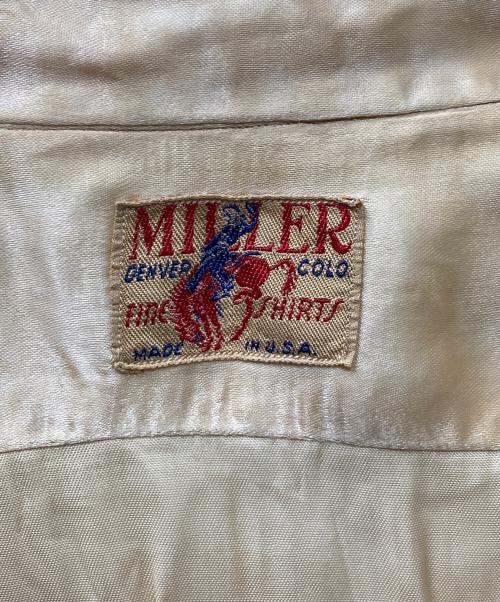 MILLER
DENVER COLO.
FINE SHIRTS
MADE IN U.S.A.